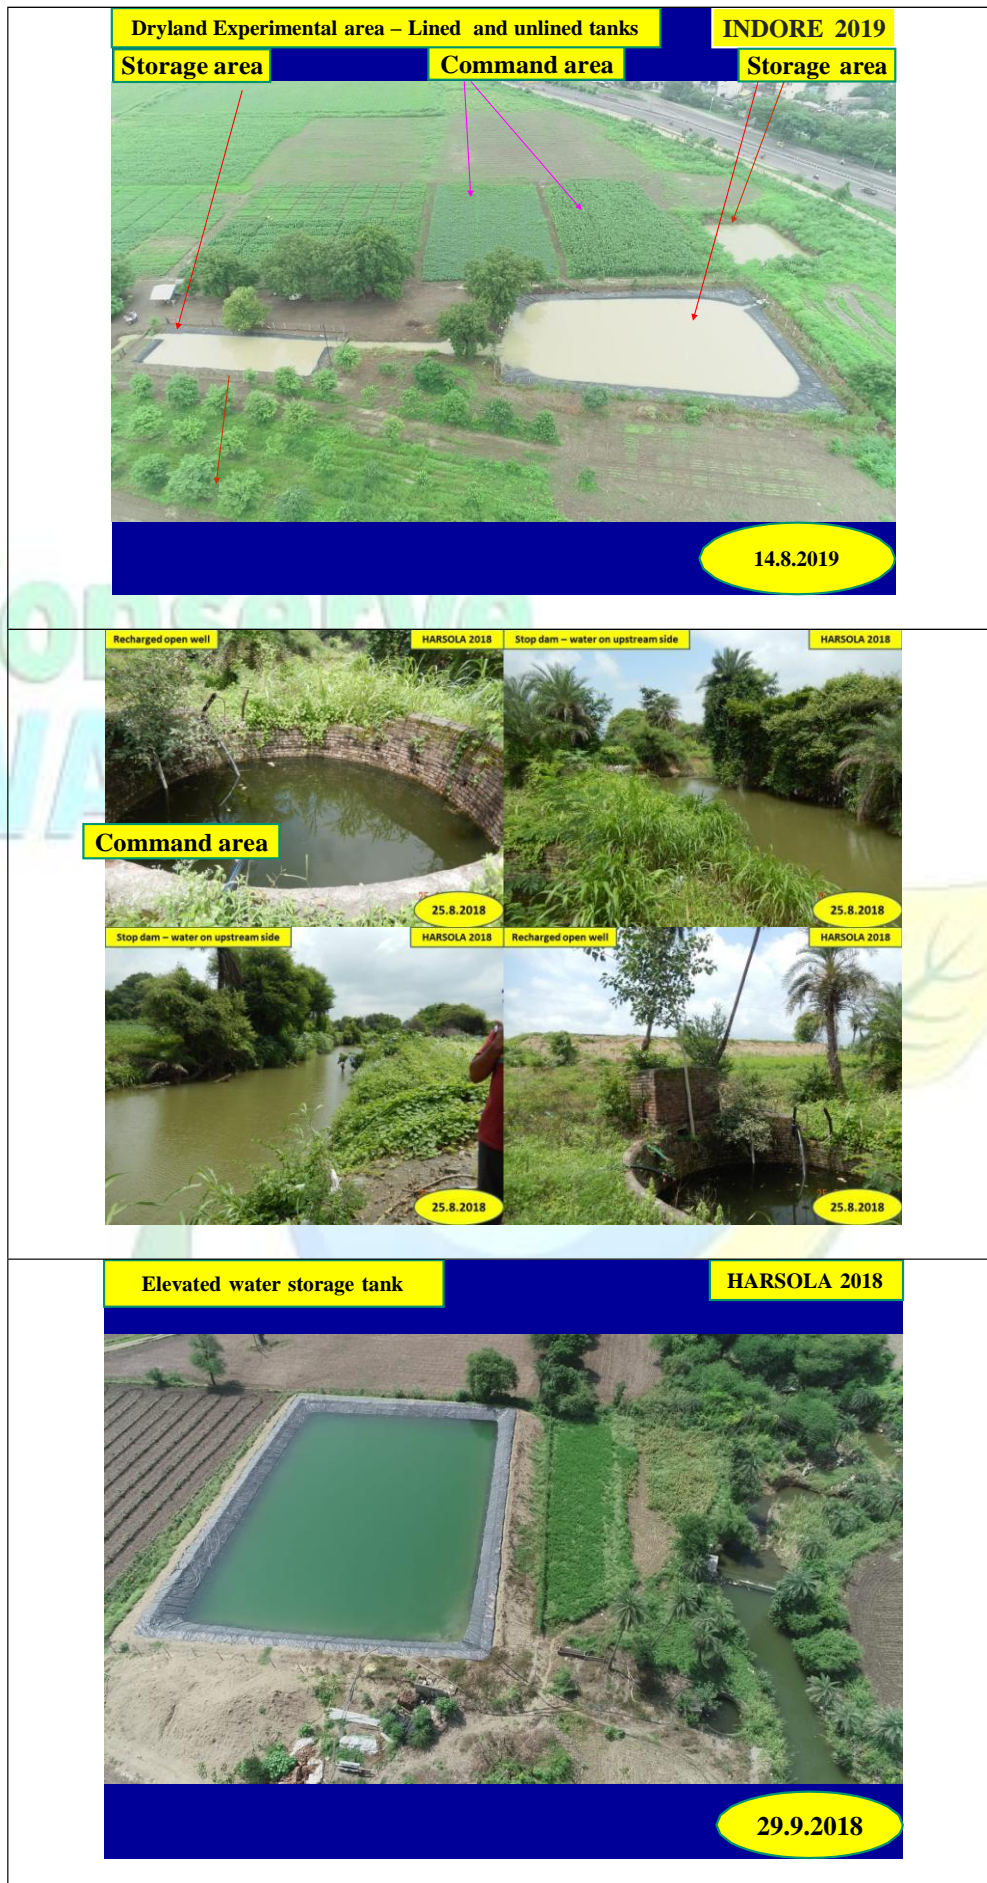 Dryland Experimental area – Lined and unlined tanks
INDORE 2019
Storage area
Command area
Storage area
14.8.2019
onserve
WA
Recharged open well
HARSOLA 2018
Stop dam – water on upstream side
HARSOLA 2018
Command area
25.8.2018
25.8.2018
Stop dam – water on upstream side
HARSOLA 2018
Recharged open well
HARSOLA 2018
25.8.2018
25.8.2018
Elevated water storage tank
HARSOLA 2018
29.9.2018